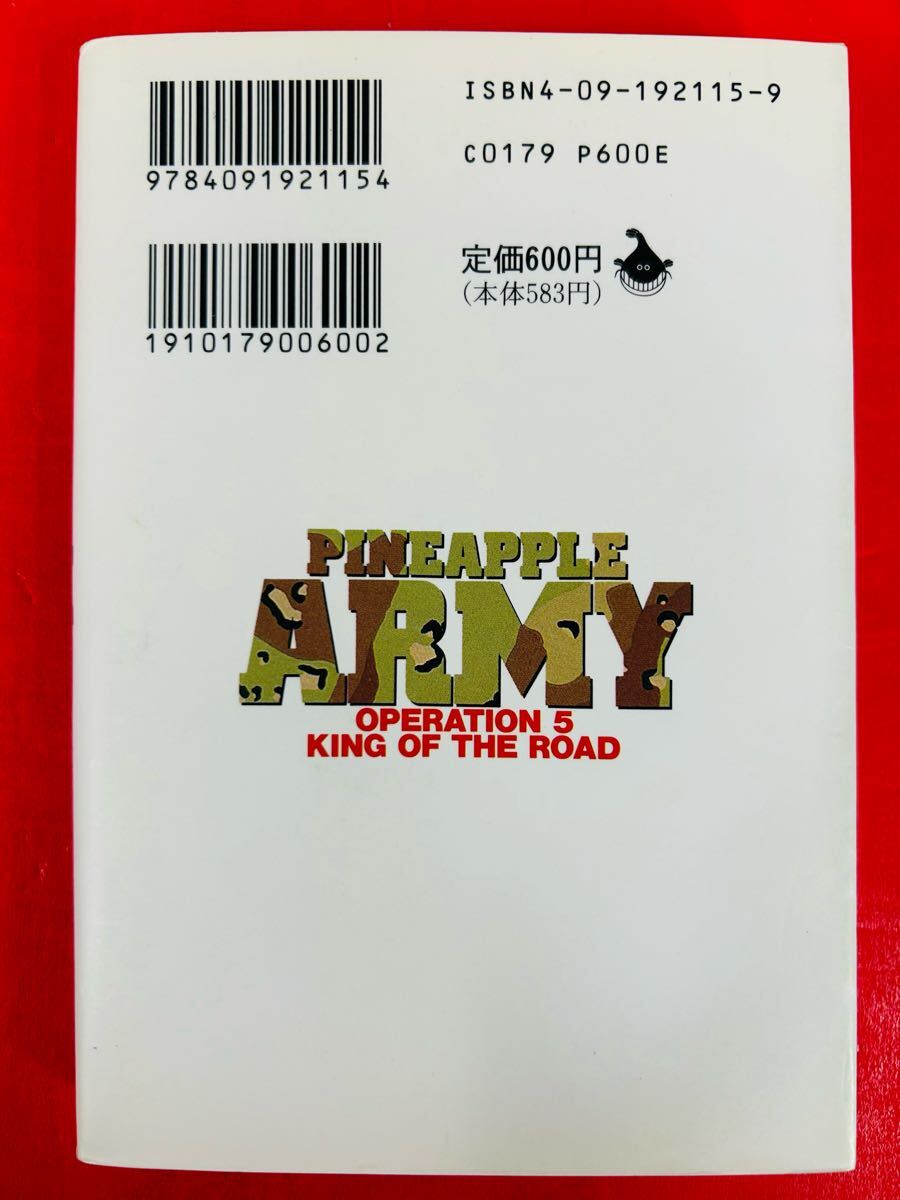 ISBN4-09-192115-9
9784091921154
C0179 P600E
定価600円
(本体583円)
1910179006002
PINEAPPLE
ARMY
OPERATION 5
KING OF THE ROAD